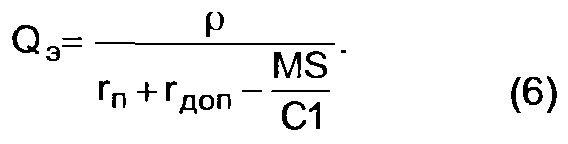 Qэ= ρ / (rп + rдоп − MS/C1). (6)